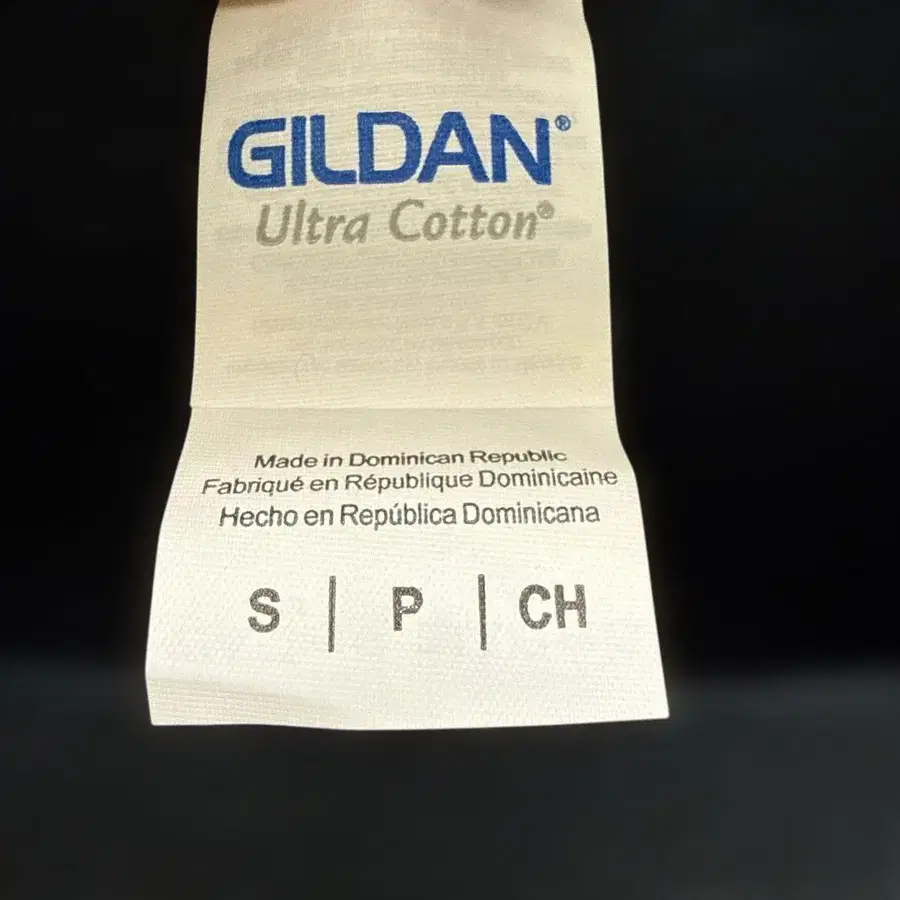 GILDAN®
Ultra Cotton®
Made in Dominican Republic
Fabriqué en République Dominicaine
Hecho en República Dominicana
S | P | CH